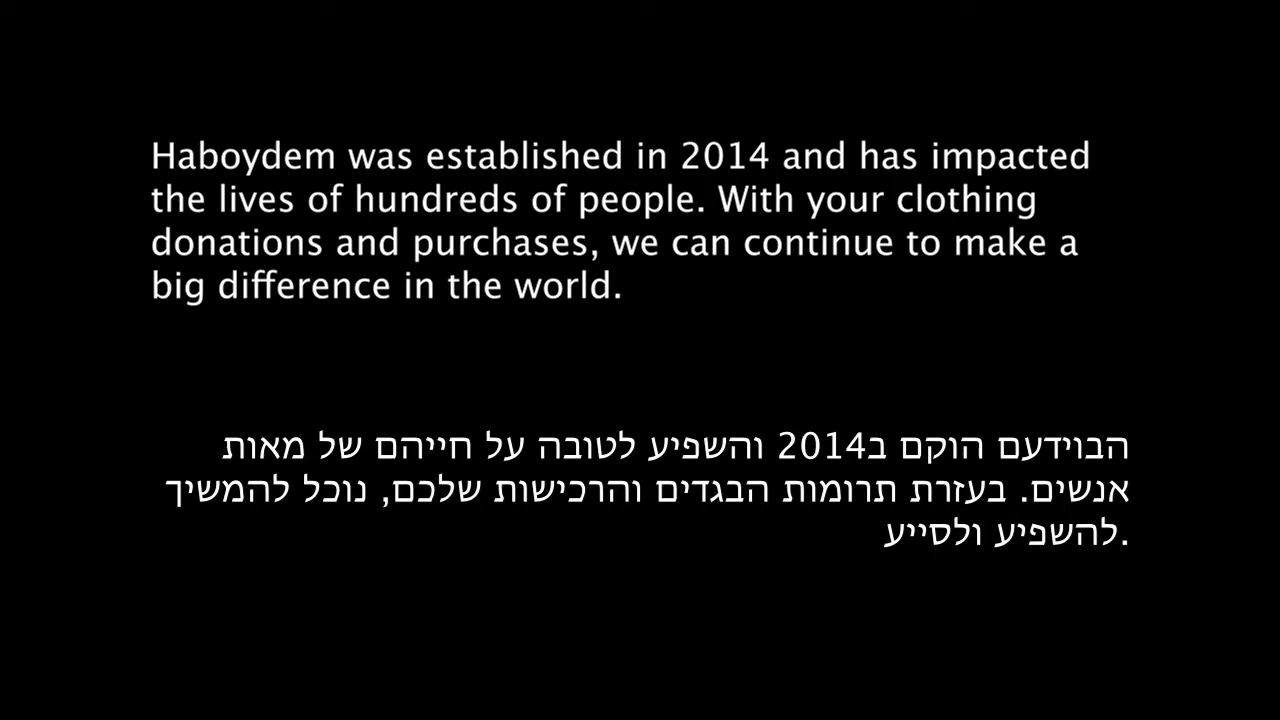 Haboydem was established in 2014 and has impacted
the lives of hundreds of people. With your clothing
donations and purchases, we can continue to make a
big difference in the world.
הבוידעם הוקם ב2014 והשפיע לטובה על חייהם של מאות
אנשים. בעזרת תרומות הבגדים והרכישות שלכם, נוכל להמשיך
.להשפיע ולסייע